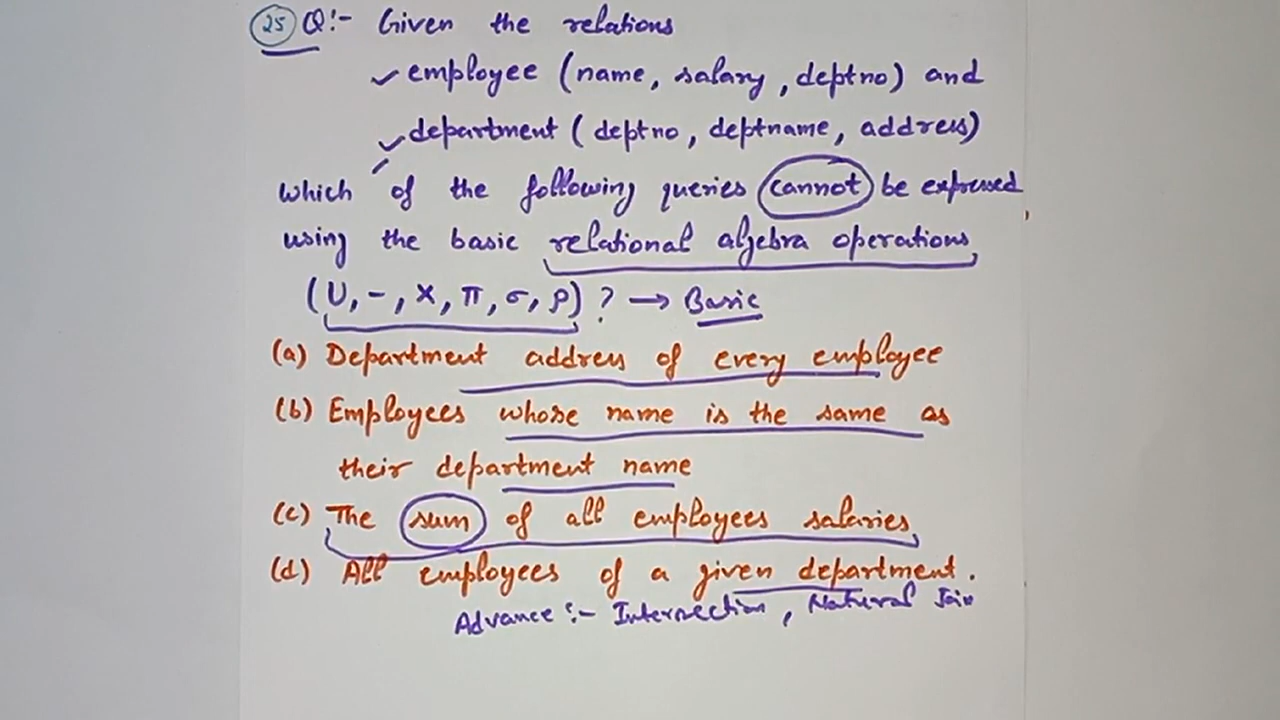 25 Q:- Given the relations
employee (name, salary, deptno) and
department (deptno, deptname, address)
which of the following queries cannot be expressed
using the basic relational algebra operations
(U, -, x, π, σ, ρ) ? → Basic
(a) Department address of every employee
(b) Employees whose name is the same as
their department name
(c) The sum of all employees salaries
(d) All employees of a given department.
Advance :- Intersection, Natural Join